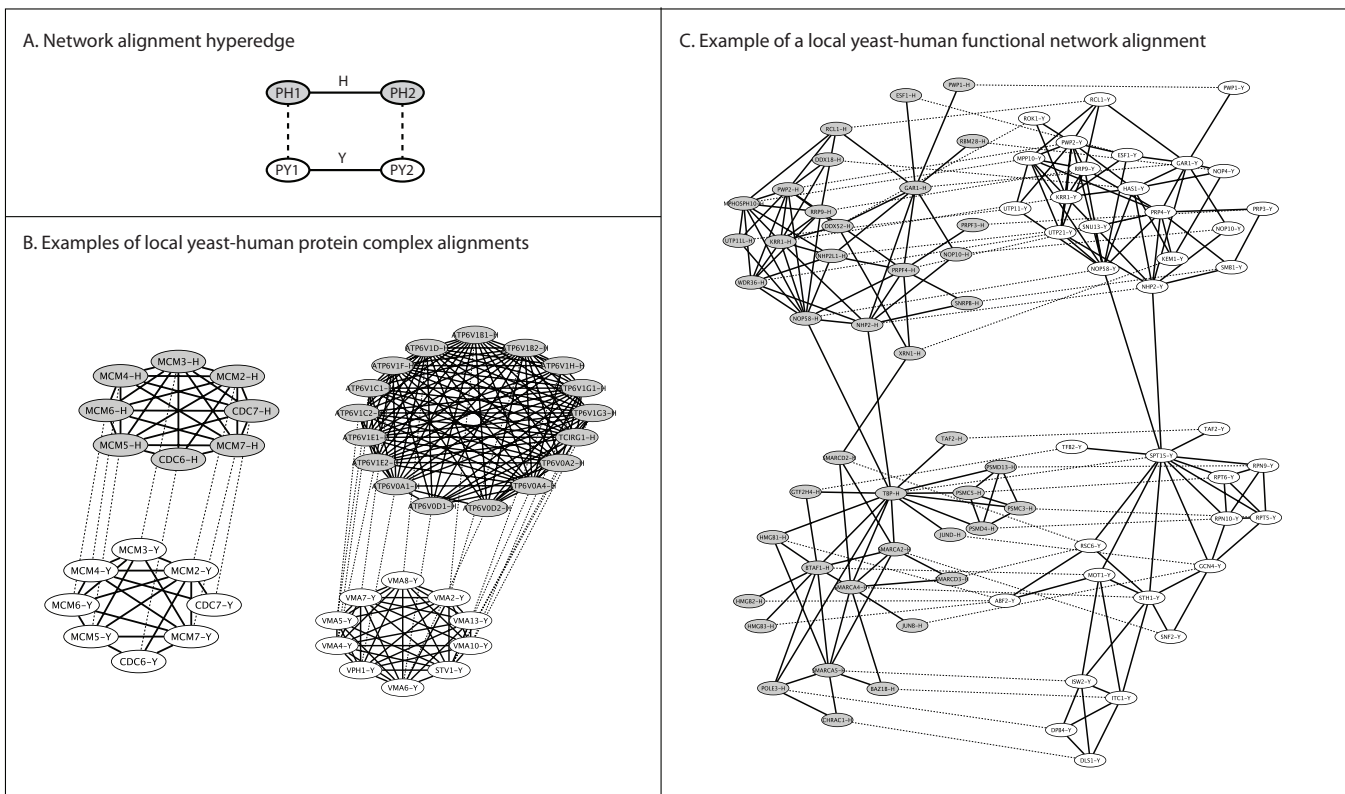 A. Network alignment hyperedge
H
PH1
PH2
Y
PY1
PY2
B. Examples of local yeast-human protein complex alignments
MCM3-H
MCM4-H
MCM2-H
MCM6-H
CDC7-H
MCM5-H
MCM7-H
CDC6-H
MCM3-Y
MCM4-Y
MCM2-Y
MCM6-Y
CDC7-Y
MCM5-Y
MCM7-Y
CDC6-Y
ATP6V1B1-H
ATP6V1D-H
ATP6V1B2-H
ATP6V1F-H
ATP6V1H-H
ATP6V1C1-H
ATP6V1G1-H
ATP6V1C2-H
ATP6V1G3-H
ATP6V1E1-H
TCIRG1-H
ATP6V1E2-H
ATP6V0A2-H
ATP6V0A1-H
ATP6V0A4-H
ATP6V0D1-H
ATP6V0D2-H
VMA8-Y
VMA7-Y
VMA2-Y
VMA5-Y
VMA13-Y
VMA4-Y
VMA10-Y
VPH1-Y
STV1-Y
VMA6-Y
C. Example of a local yeast-human functional network alignment
PWP1-H
ESF1-H
RCL1-H
RBM28-H
DDX18-H
PWP2-H
GAR1-H
MPHOSPH10-H
RRP9-H
DDX52-H
PRPF3-H
UTP11L-H
KRR1-H
NHP2L1-H
NOP10-H
WDR36-H
PRPF4-H
SNRPB-H
NOP58-H
NHP2-H
XRN1-H
PWP1-Y
RCL1-Y
ROK1-Y
PWP2-Y
MPP10-Y
ESF1-Y
GAR1-Y
RRP9-Y
NOP4-Y
HAS1-Y
KRR1-Y
UTP11-Y
PRP4-Y
PRP3-Y
SNU13-Y
UTP21-Y
NOP10-Y
KEM1-Y
NOP58-Y
SMB1-Y
NHP2-Y
TAF2-H
SMARCD2-H
PSMD13-H
GTF2H4-H
TBP-H
PSMC5-H
PSMC3-H
PSMD4-H
HMGB1-H
JUND-H
SMARCA2-H
BTAF1-H
SMARCA4-H
SMARCD3-H
HMGB2-H
HMGB3-H
JUNB-H
SMARCA5-H
POLE3-H
BAZ1B-H
CHRAC1-H
TAF2-Y
TFB2-Y
SPT15-Y
RPN9-Y
RPT6-Y
RPN10-Y
RPT5-Y
RSC6-Y
GCN4-Y
MOT1-Y
ABF2-Y
STH1-Y
SNF2-Y
ISW2-Y
ITC1-Y
DPB4-Y
DLS1-Y